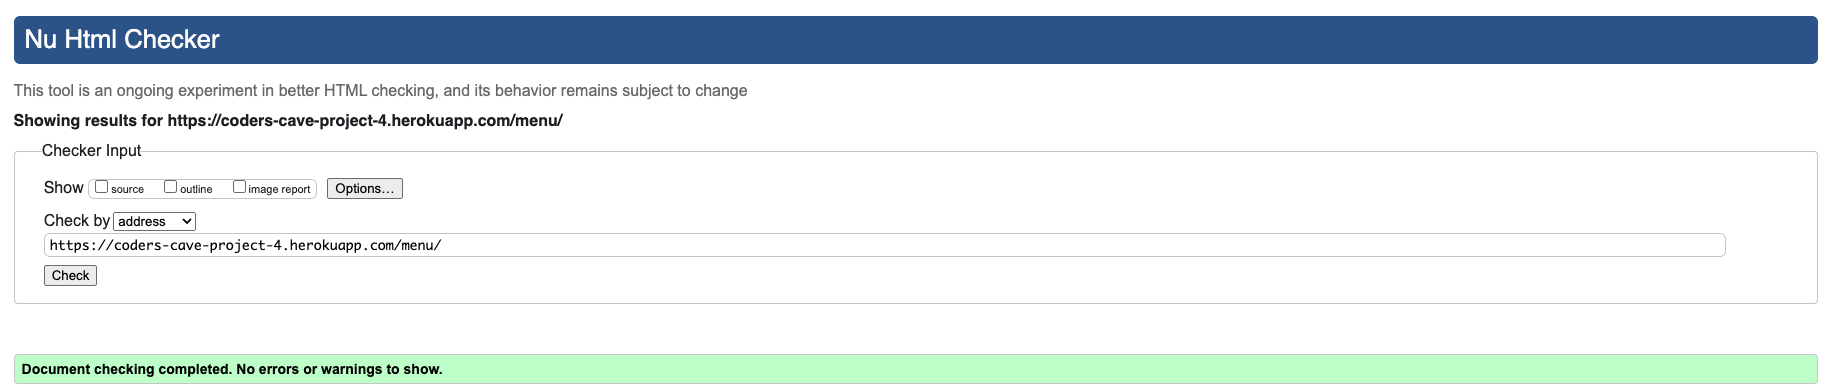 Nu Html Checker
This tool is an ongoing experiment in better HTML checking, and its behavior remains subject to change
Showing results for https://coders-cave-project-4.herokuapp.com/menu/
Checker Input
Show source outline image report Options...
Check by address
https://coders-cave-project-4.herokuapp.com/menu/
Check
Document checking completed. No errors or warnings to show.